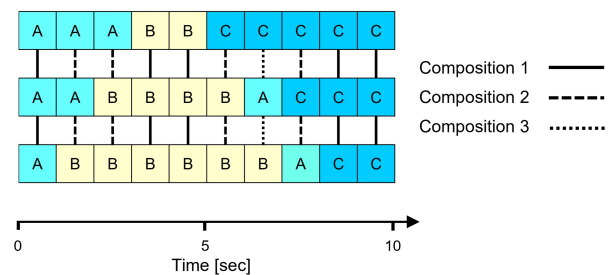 A A A B B C C C C C
Composition 1
A A B B B B A C C C
Composition 2
Composition 3
A B B B B B B A C C
0 5 10
Time [sec]